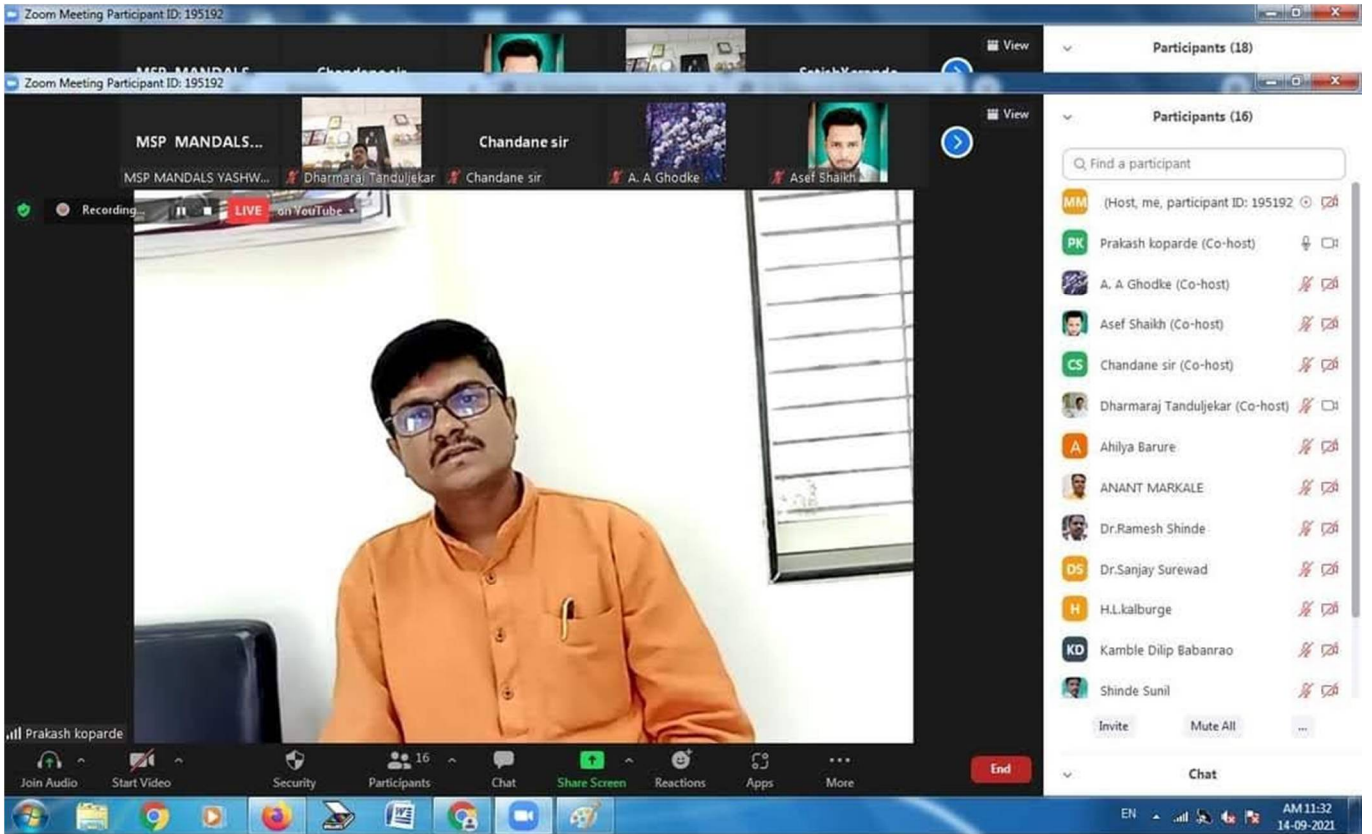 Zoom Meeting Participant ID: 195192
View
Participants (18)
MSP MANDALS
Chandane sir
Zoom Meeting Participant ID: 195192
MSP MANDALS...
MSP MANDALS YASHW...
Dharmaraj Tanduljekar
Chandane sir
Chandane sir
A. A Ghodke
Asef Shaikh
View
Recording...
LIVE
on YouTube
Prakash koparde
Participants (16)
Find a participant
MM
(Host, me, participant ID: 195192
PK
Prakash koparde (Co-host)
A. A Ghodke (Co-host)
Asef Shaikh (Co-host)
CS
Chandane sir (Co-host)
Dharmaraj Tanduljekar (Co-host)
A
Ahilya Barure
ANANT MARKALE
Dr.Ramesh Shinde
DS
Dr.Sanjay Surewad
H
H.L.kalburge
KD
Kamble Dilip Babanrao
Shinde Sunil
Invite
Mute All
...
Chat
Join Audio
Start Video
Security
16
Participants
Chat
Share Screen
Reactions
Apps
More
End
EN
AM 11:32
14-09-2021